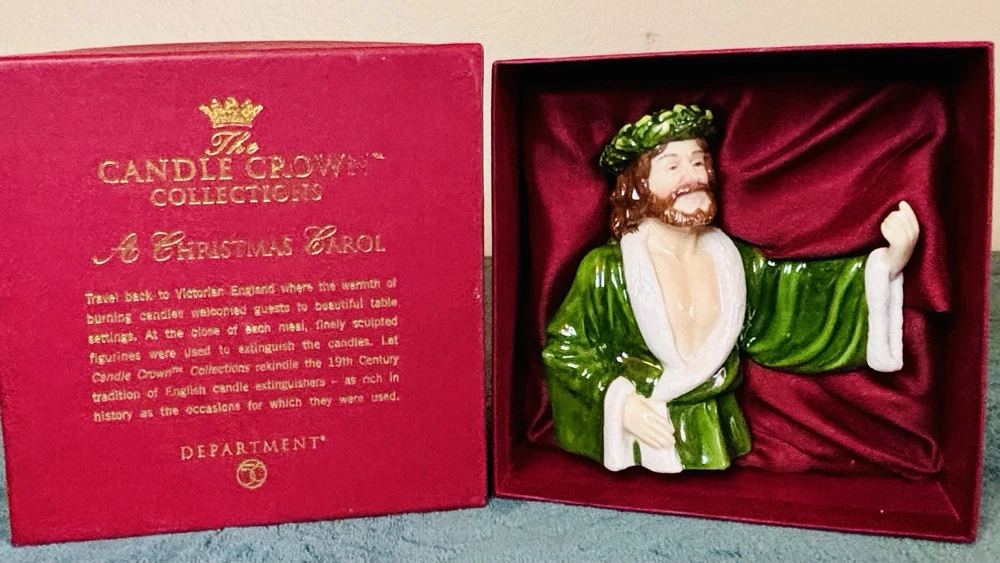 The
CANDLE CROWN™
COLLECTIONS
A CHRISTMAS CAROL
Travel back to Victorian England where the warmth of
burning candles welcomed guests to beautiful table
settings. At the close of each meal, finely sculpted
figurines were used to extinguish the candles. Let
Candle Crown™ Collections rekindle the 19th Century
tradition of English candle extinguishers - as rich in
history as the occasions for which they were used.
DEPARTMENT®
56